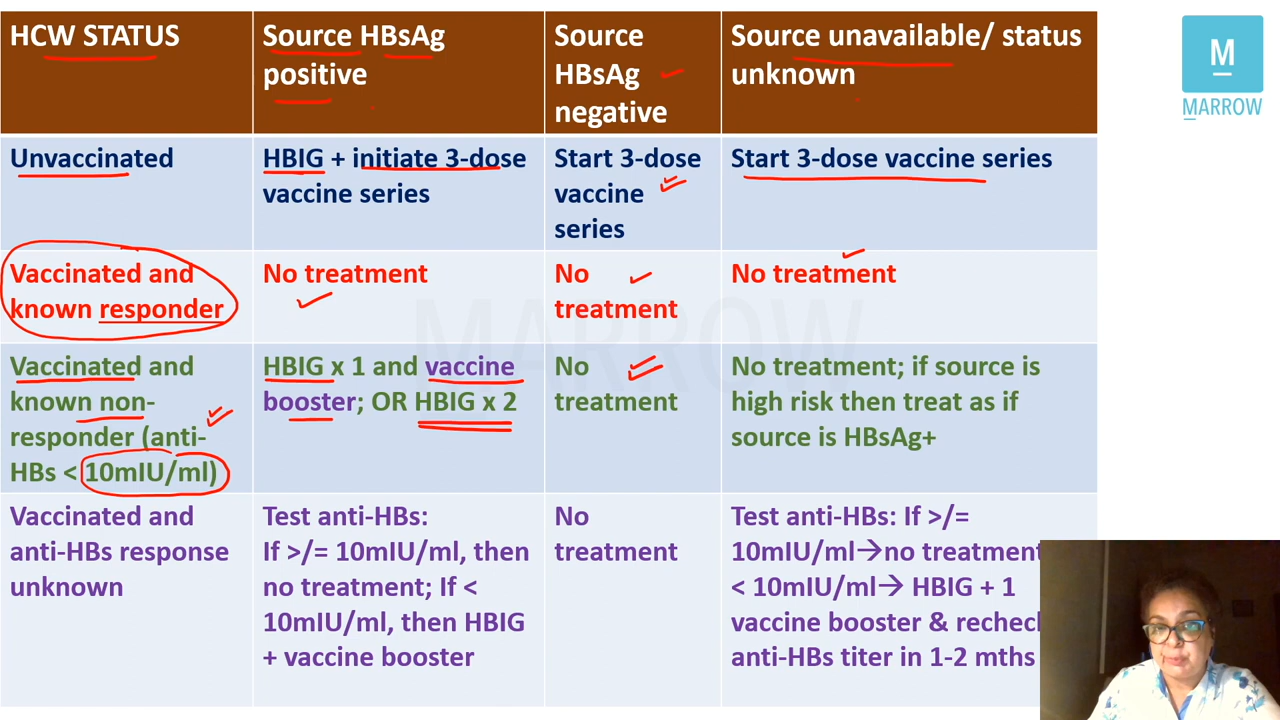 HCW STATUS
Source HBsAg
positive
Source
HBsAg
negative
Source unavailable/ status
unknown
M
MARROW
Unvaccinated
HBIG + initiate 3-dose
vaccine series
Start 3-dose
vaccine
series
Start 3-dose vaccine series
Vaccinated and
known responder
No treatment
No
treatment
No treatment
MARROW
Vaccinated and
known non-
responder (anti-
HBs < 10mIU/ml)
HBIG x 1 and vaccine
booster; OR HBIG x 2
No
treatment
No treatment; if source is
high risk then treat as if
source is HBsAg+
Vaccinated and
anti-HBs response
unknown
Test anti-HBs:
If >/= 10mIU/ml, then
no treatment; If <
10mIU/ml, then HBIG
+ vaccine booster
No
treatment
Test anti-HBs: If >/=
10mIU/ml→no treatment
< 10mIU/ml→ HBIG + 1
vaccine booster & rechec
anti-HBs titer in 1-2 mths